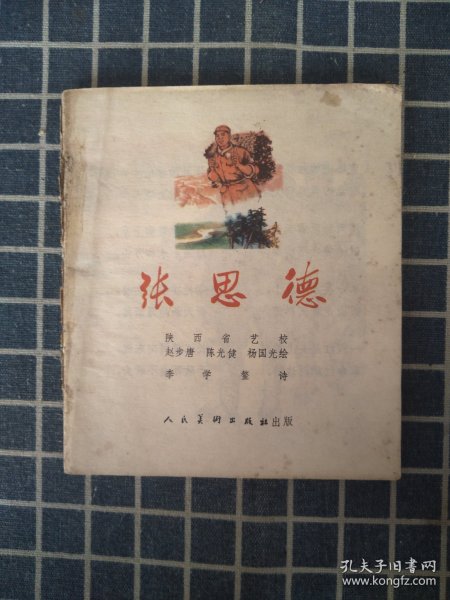 张思德
陕西省艺校
赵步唐 陈光健 杨国光绘
李学鳌诗
人民美術出版社出版
孔夫子旧书网
www.kongfz.com